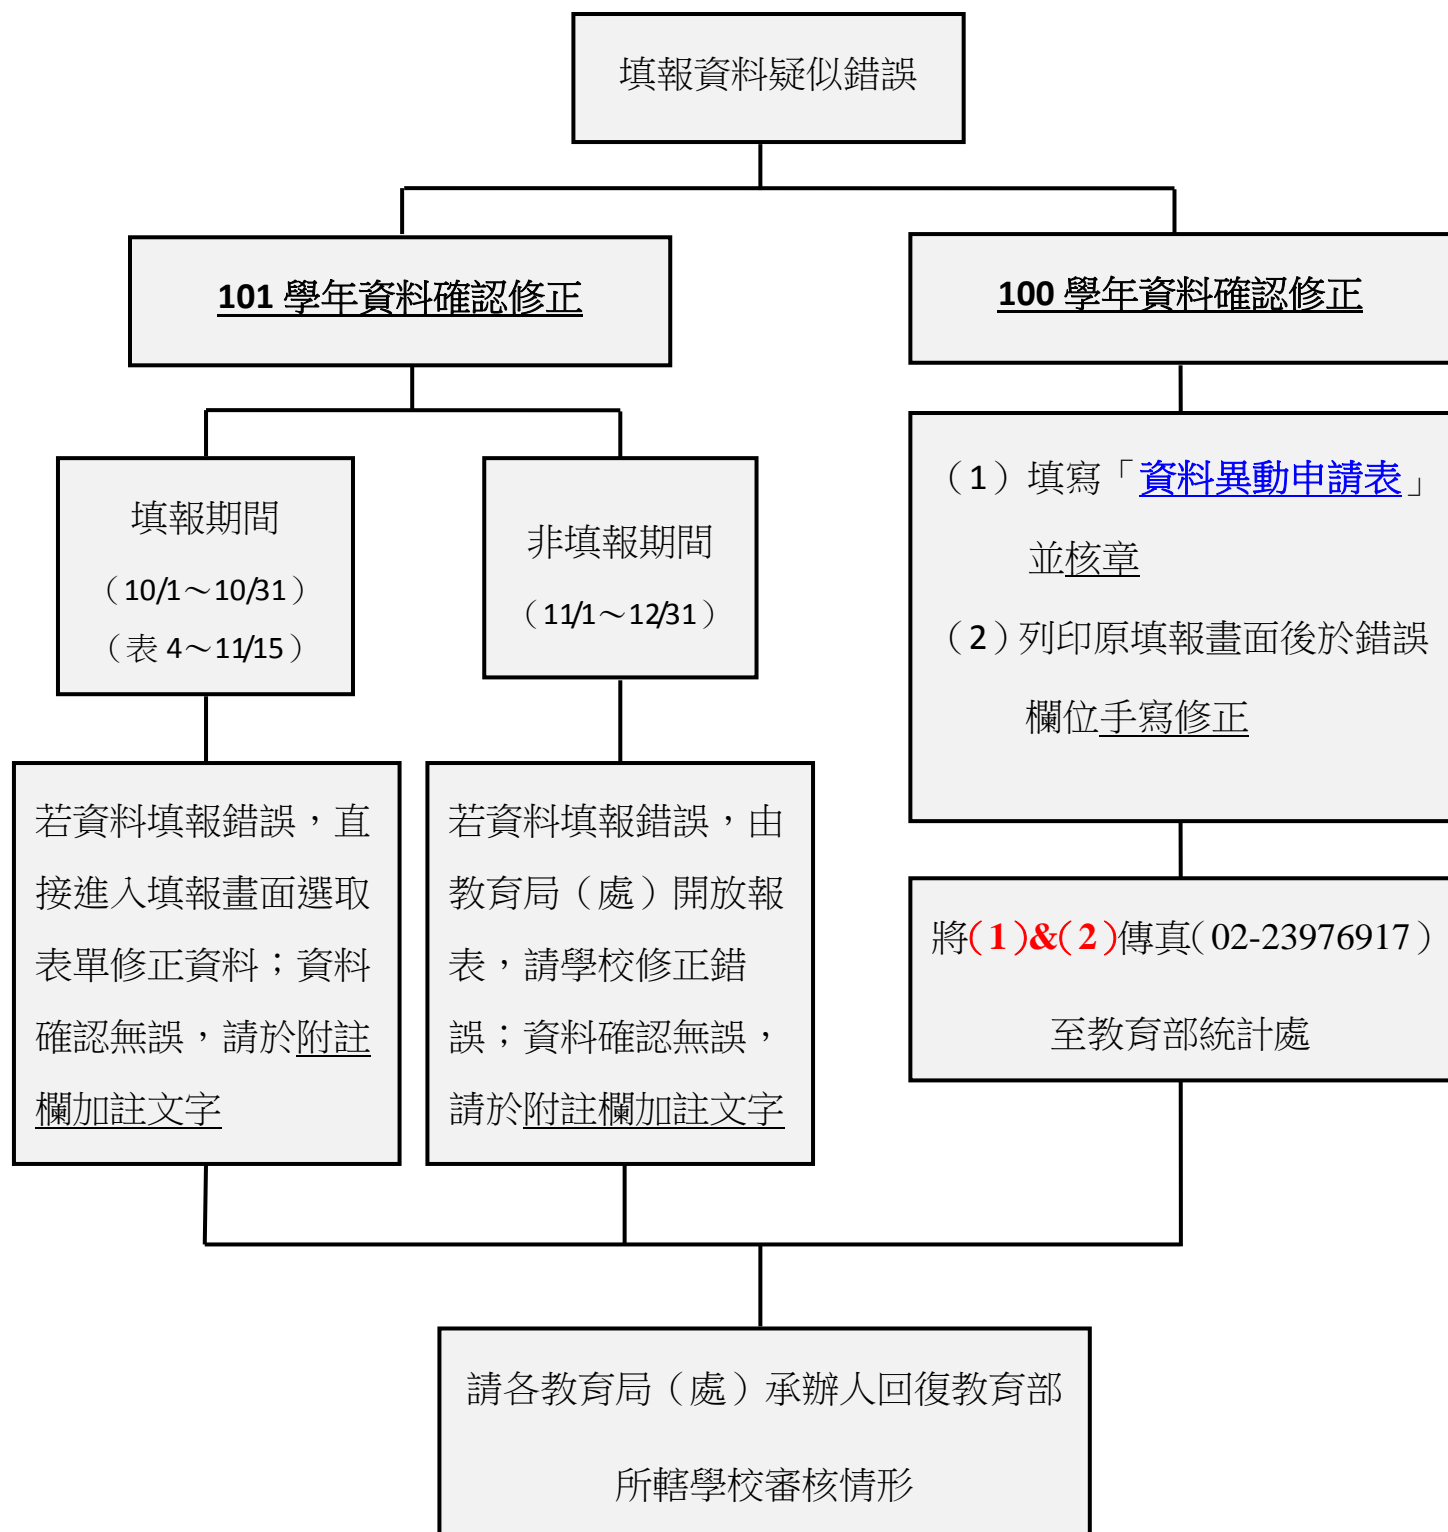 填報資料疑似錯誤
101 學年資料確認修正
100 學年資料確認修正
填報期間
（10/1～10/31）
（表 4～11/15）
非填報期間
（11/1～12/31）
（1）填寫「資料異動申請表」
並核章
（2）列印原填報畫面後於錯誤
欄位手寫修正
若資料填報錯誤，直
接進入填報畫面選取
表單修正資料；資料
確認無誤，請於附註
欄加註文字
若資料填報錯誤，由
教育局（處）開放報
表，請學校修正錯
誤；資料確認無誤，
請於附註欄加註文字
將(1)&(2)傳真(02-23976917)
至教育部統計處
請各教育局（處）承辦人回復教育部
所轄學校審核情形